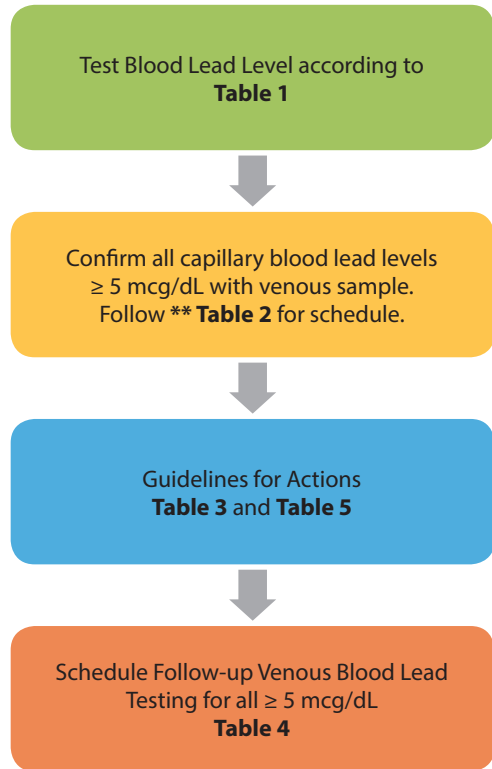 Test Blood Lead Level according to
Table 1
Confirm all capillary blood lead levels
≥ 5 mcg/dL with venous sample.
Follow ** Table 2 for schedule.
Guidelines for Actions
Table 3 and Table 5
Schedule Follow-up Venous Blood Lead
Testing for all ≥ 5 mcg/dL
Table 4